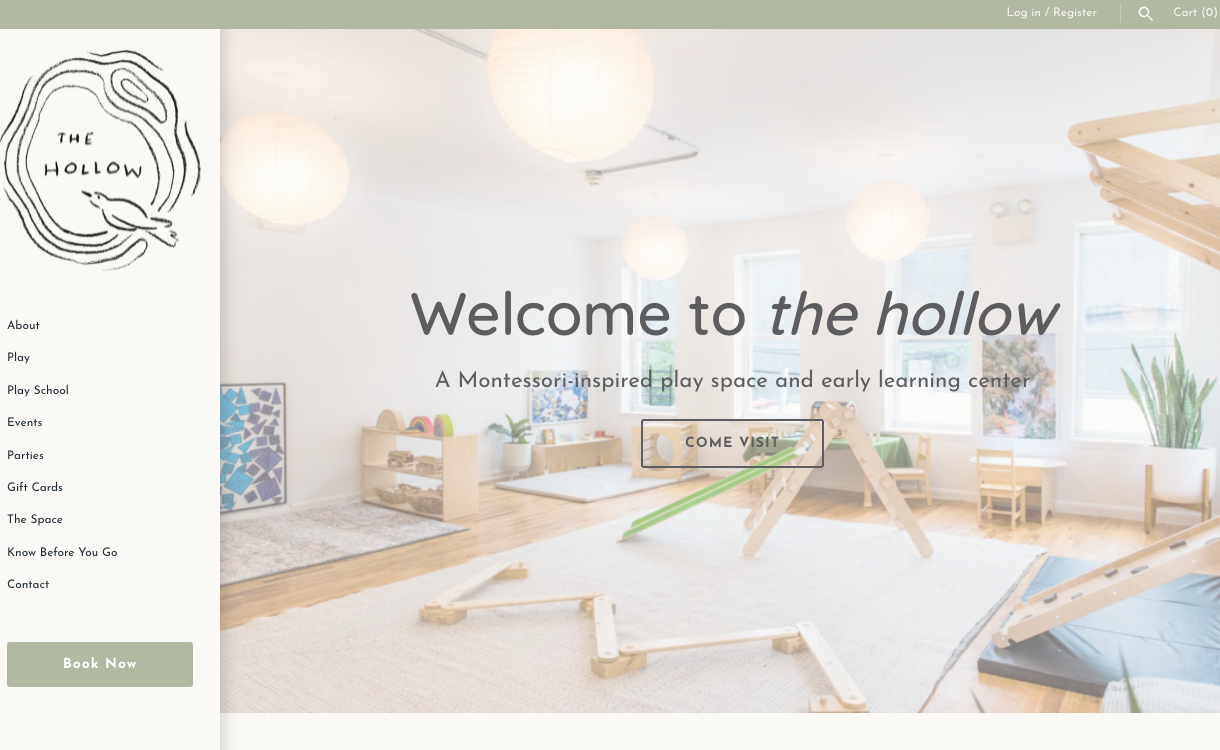 Log in / Register
Cart (0)
THE
HOLLOW
About
Play
Play School
Events
Parties
Gift Cards
The Space
Know Before You Go
Contact
Book Now
Welcome to the hollow
A Montessori-inspired play space and early learning center
COME VISIT